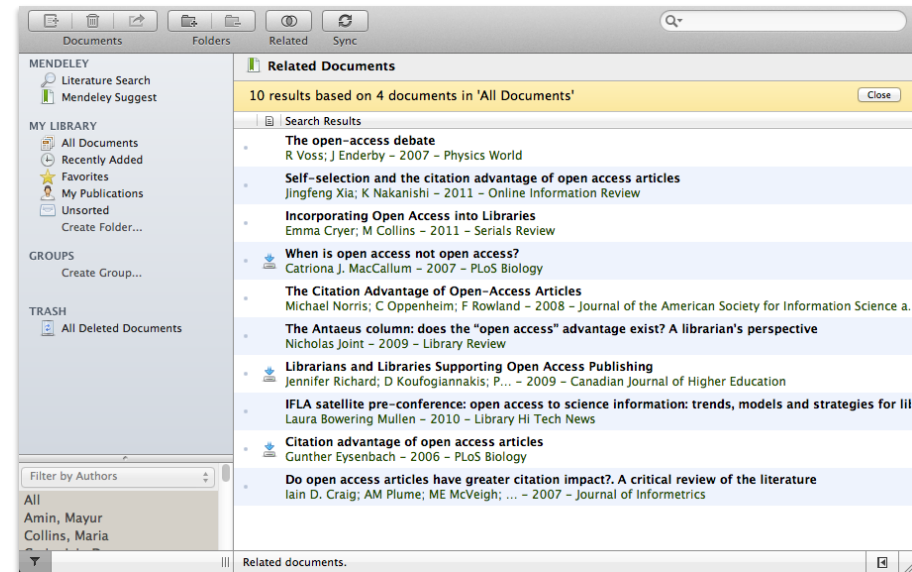 Documents
Folders
Related
Sync
MENDELEY
Literature Search
Mendeley Suggest
MY LIBRARY
All Documents
Recently Added
Favorites
My Publications
Unsorted
Create Folder...
GROUPS
Create Group...
TRASH
All Deleted Documents
Filter by Authors
All
Amin, Mayur
Collins, Maria
Related Documents
10 results based on 4 documents in 'All Documents'
Close
Search Results
The open-access debate
R Voss; J Enderby - 2007 - Physics World
Self-selection and the citation advantage of open access articles
Jingfeng Xia; K Nakanishi - 2011 - Online Information Review
Incorporating Open Access into Libraries
Emma Cryer; M Collins - 2011 - Serials Review
When is open access not open access?
Catriona J. MacCallum - 2007 - PLoS Biology
The Citation Advantage of Open-Access Articles
Michael Norris; C Oppenheim; F Rowland - 2008 - Journal of the American Society for Information Science a.
The Antaeus column: does the “open access” advantage exist? A librarian's perspective
Nicholas Joint - 2009 - Library Review
Librarians and Libraries Supporting Open Access Publishing
Jennifer Richard; D Koufogiannakis; P... - 2009 - Canadian Journal of Higher Education
IFLA satellite pre-conference: open access to science information: trends, models and strategies for lib
Laura Bowering Mullen - 2010 - Library Hi Tech News
Citation advantage of open access articles
Gunther Eysenbach - 2006 - PLoS Biology
Do open access articles have greater citation impact?. A critical review of the literature
Iain D. Craig; AM Plume; ME McVeigh; ... - 2007 - Journal of Informetrics
Related documents.